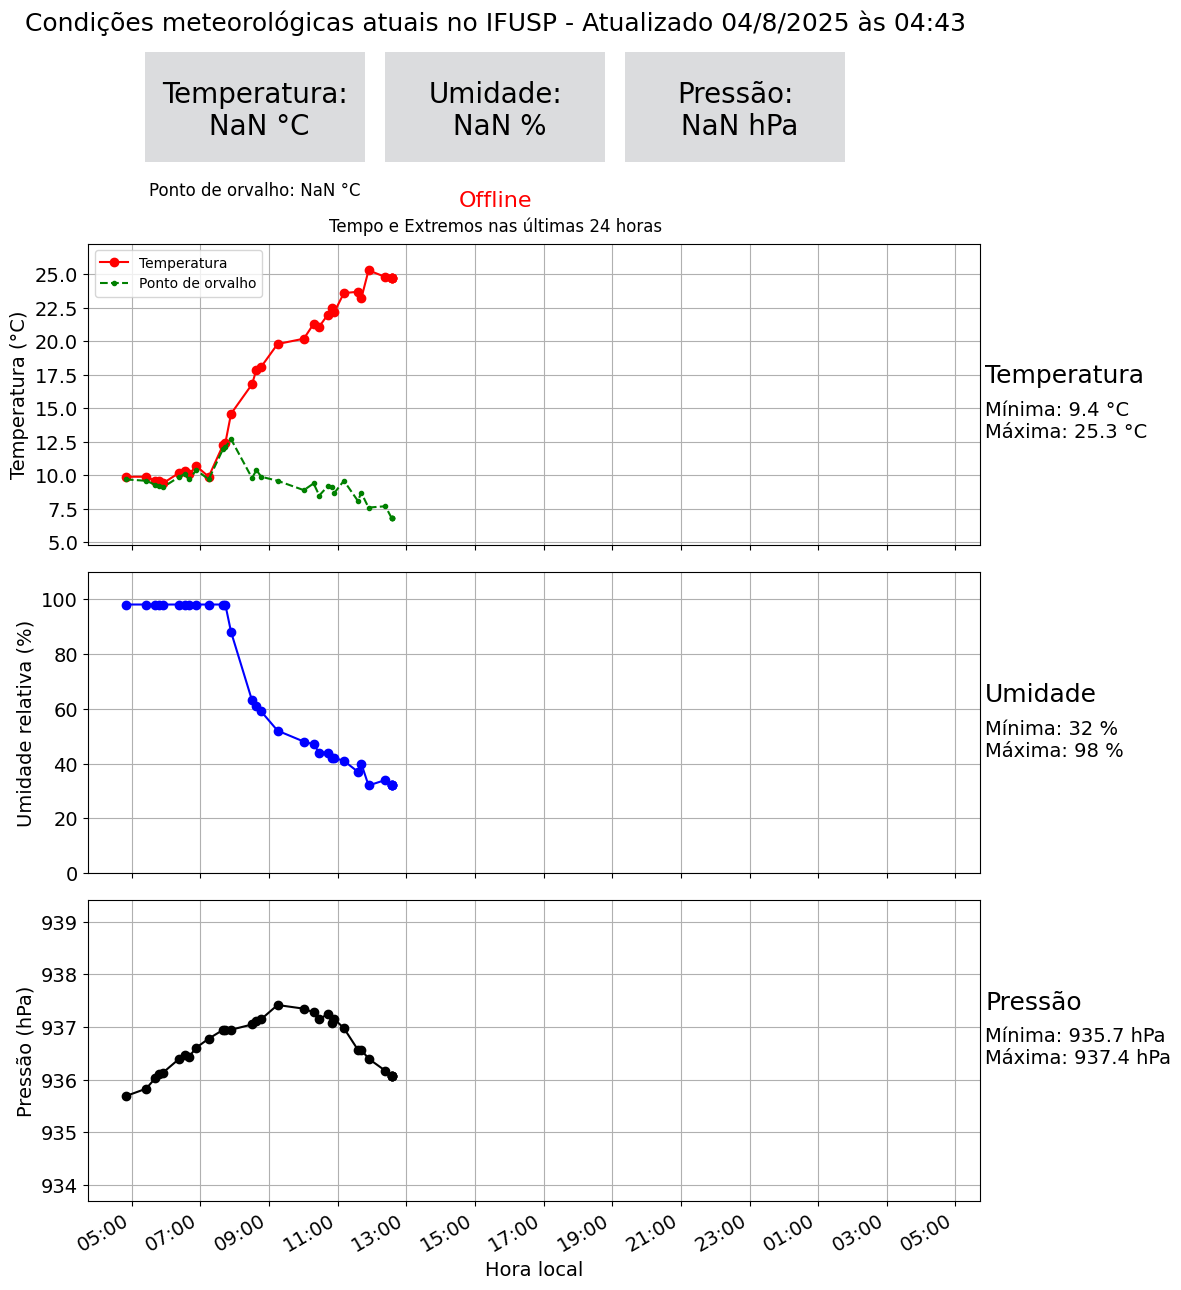 Condições meteorológicas atuais no IFUSP - Atualizado 04/8/2025 às 04:43
Temperatura:
NaN °C
Umidade:
NaN %
Pressão:
NaN hPa
Ponto de orvalho: NaN °C
Offline
Tempo e Extremos nas últimas 24 horas
Temperatura
Ponto de orvalho
Temperatura (°C)
25.0
22.5
20.0
17.5
15.0
12.5
10.0
7.5
5.0
Temperatura
Mínima: 9.4 °C
Máxima: 25.3 °C
Umidade relativa (%)
100
80
60
40
20
0
Umidade
Mínima: 32 %
Máxima: 98 %
Pressão (hPa)
939
938
937
936
935
934
Pressão
Mínima: 935.7 hPa
Máxima: 937.4 hPa
05:00 07:00 09:00 11:00 13:00 15:00 17:00 19:00 21:00 23:00 01:00 03:00 05:00
Hora local